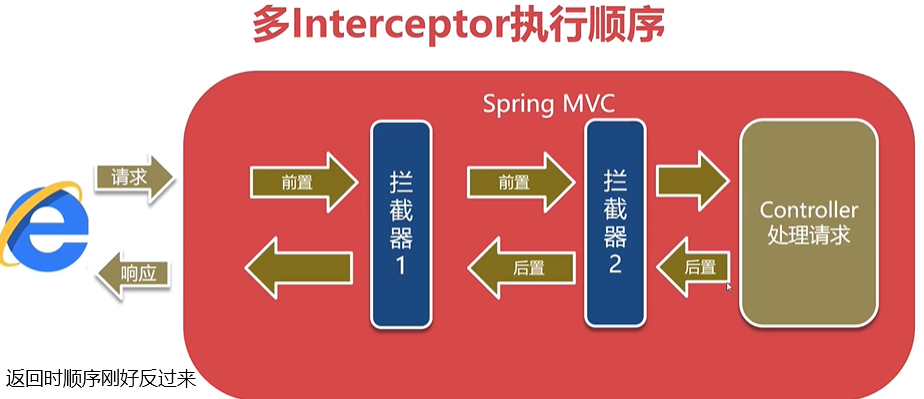 多Interceptor执行顺序
Spring MVC
请求
前置
拦截器1
前置
拦截器2
Controller
处理请求
响应
后置
后置
返回时顺序刚好反过来